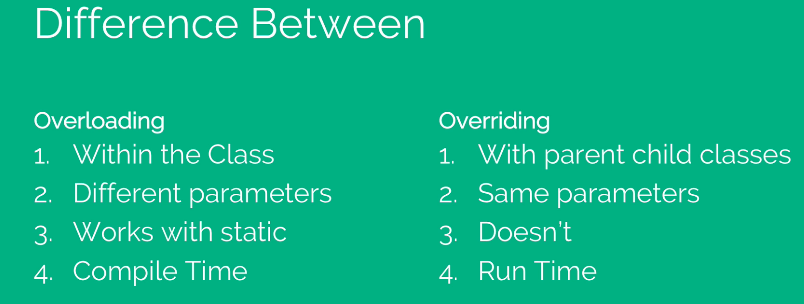 Difference Between
Overloading
1. Within the Class
2. Different parameters
3. Works with static
4. Compile Time
Overriding
1. With parent child classes
2. Same parameters
3. Doesn't
4. Run Time